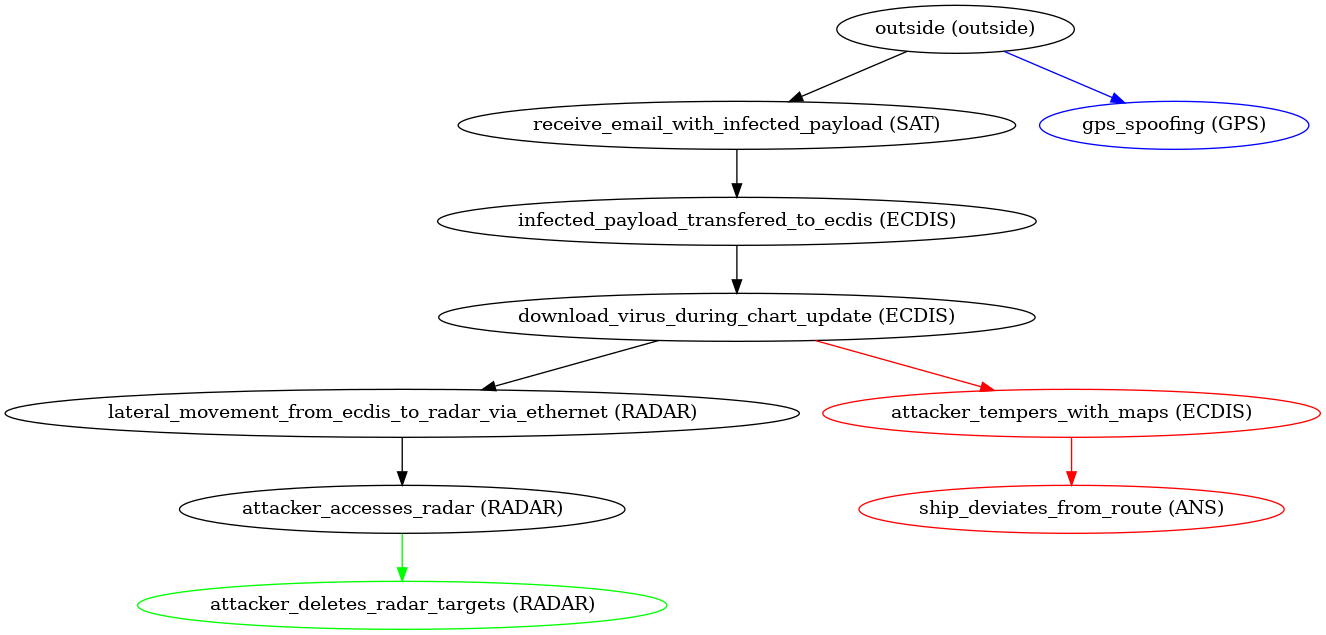 outside (outside)
receive_email_with_infected_payload (SAT)
gps_spoofing (GPS)
infected_payload_transfered_to_ecdis (ECDIS)
download_virus_during_chart_update (ECDIS)
lateral_movement_from_ecdis_to_radar_via_ethernet (RADAR)
attacker_tempers_with_maps (ECDIS)
attacker_accesses_radar (RADAR)
ship_deviates_from_route (ANS)
attacker_deletes_radar_targets (RADAR)